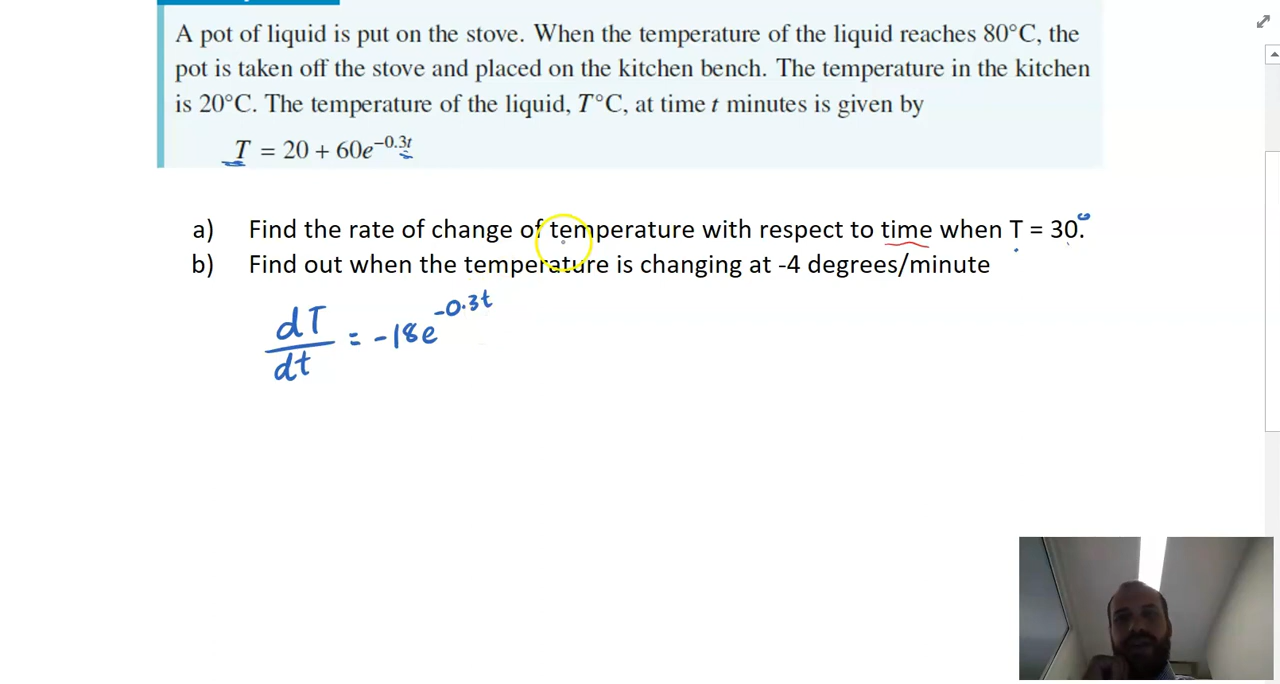 A pot of liquid is put on the stove. When the temperature of the liquid reaches 80°C, the
pot is taken off the stove and placed on the kitchen bench. The temperature in the kitchen
is 20°C. The temperature of the liquid, T°C, at time t minutes is given by
T = 20 + 60e^−0.3t
a) Find the rate of change of temperature with respect to time when T = 30°.
b) Find out when the temperature is changing at -4 degrees/minute
dT/dt = -18e^-0.3t